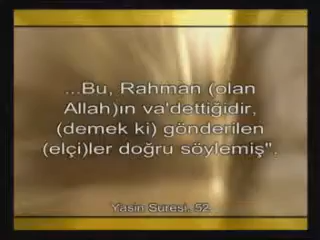 ...Bu, Rahman (olan
Allah)ın va'dettiğidir,
(demek ki) gönderilen
(elçi)ler doğru söylemiş".
Yasin Suresi, 52